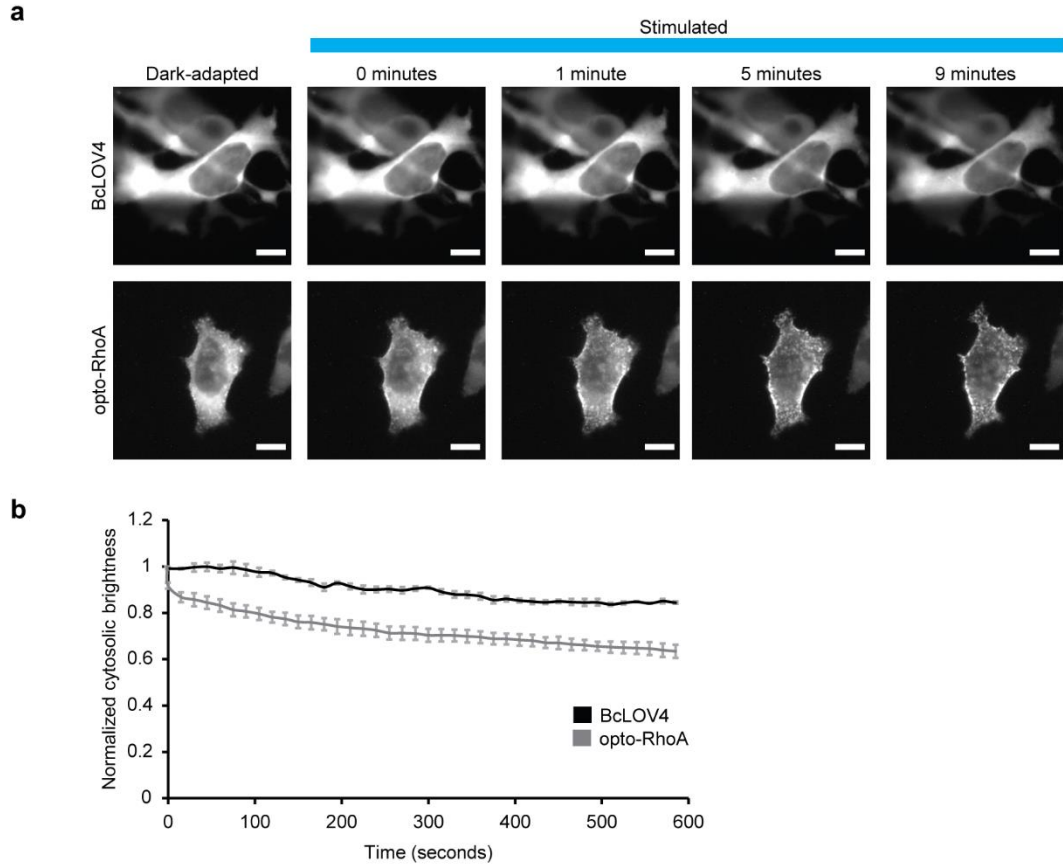 a
Stimulated
Dark-adapted 0 minutes 1 minute 5 minutes 9 minutes
BcLOV4
opto-RhoA
b
Normalized cytosolic brightness
1.2
1
0.8
0.6
0.4
0.2
0
BcLOV4
opto-RhoA
0 100 200 300 400 500 600
Time (seconds)